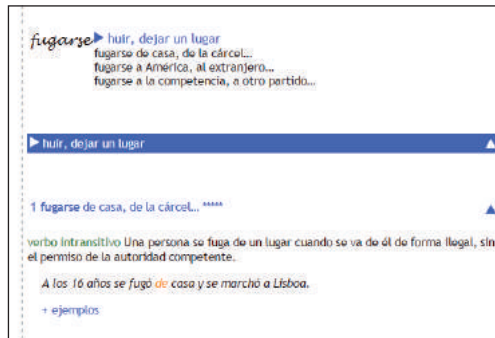 fugarse ▶ huir, dejar un lugar
fugarse de casa, de la cárcel...
fugarse a América, al extranjero...
fugarse a la competencia, a otro partido...
▶ huir, dejar un lugar ▲
1 fugarse de casa, de la cárcel... ***** ▲
verbo intransitivo Una persona se fuga de un lugar cuando se va de él de forma ilegal, sin
el permiso de la autoridad competente.
A los 16 años se fugó de casa y se marchó a Lisboa.
+ ejemplos